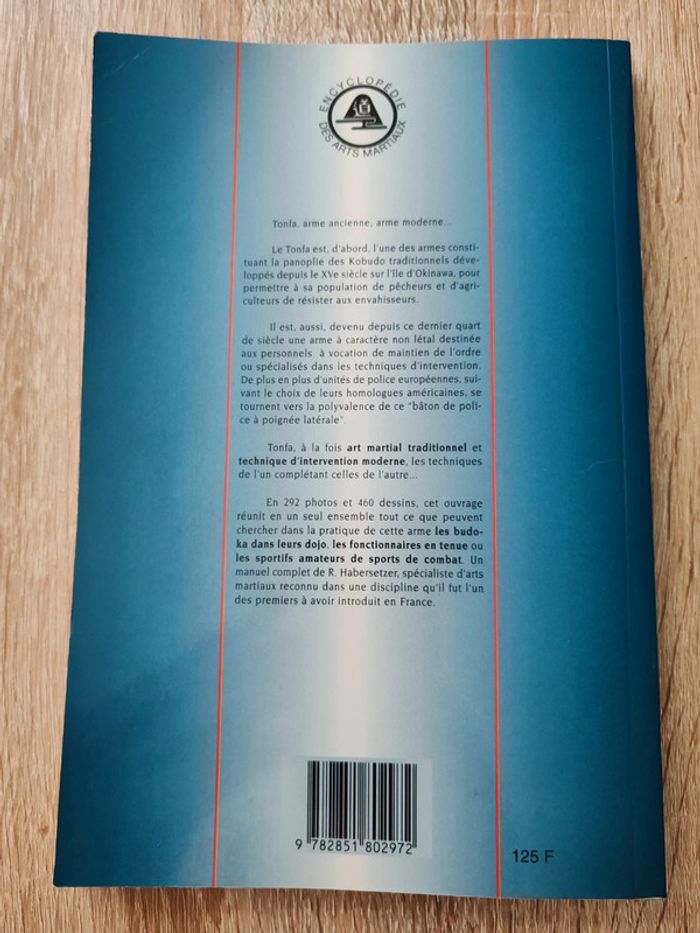 ENCYCLOPÉDIE
DES ARTS MARTIAUX
Tonfa, arme ancienne, arme moderne...
Le Tonfa est, d'abord, l'une des armes consti-
tuant la panoplie des Kobudo traditionnels déve-
loppés depuis le XVe siècle sur l'île d'Okinawa, pour
permettre à sa population de pêcheurs et d'agri-
culteurs de résister aux envahisseurs.
Il est, aussi, devenu depuis ce dernier quart
de siècle une arme à caractère non létal destinée
aux personnels à vocation de maintien de l'ordre
ou spécialisés dans les techniques d'intervention.
De plus en plus d'unités de police européennes, sui-
vant le choix de leurs homologues américaines, se
tournent vers la polyvalence de ce "bâton de poli-
ce à poignée latérale".
Tonfa, à la fois art martial traditionnel et
technique d'intervention moderne, les techniques
de l'un complétant celles de l'autre...
En 292 photos et 460 dessins, cet ouvrage
réunit en un seul ensemble tout ce que peuvent
chercher dans la pratique de cette arme les budo-
ka dans leurs dojo, les fonctionnaires en tenue ou
les sportifs amateurs de sports de combat. Un
manuel complet de R. Habersetzer, spécialiste d'arts
martiaux reconnu dans une discipline qu'il fut l'un
des premiers à avoir introduit en France.
9 782851 802972
125 F